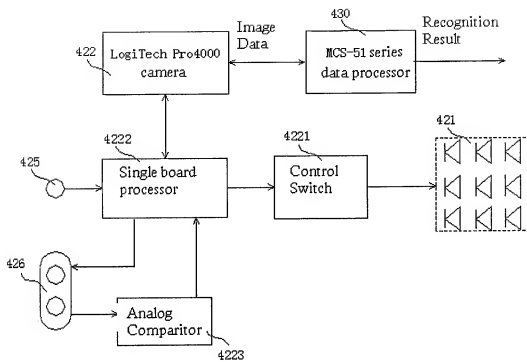 430
Recognition
Result
Image
Data
422
LogiTech Pro4000
camera
MCS-51 series
data processor
4222
4221
421
425
Single board
processor
Control
Switch
426
Analog
Comparitor
4223